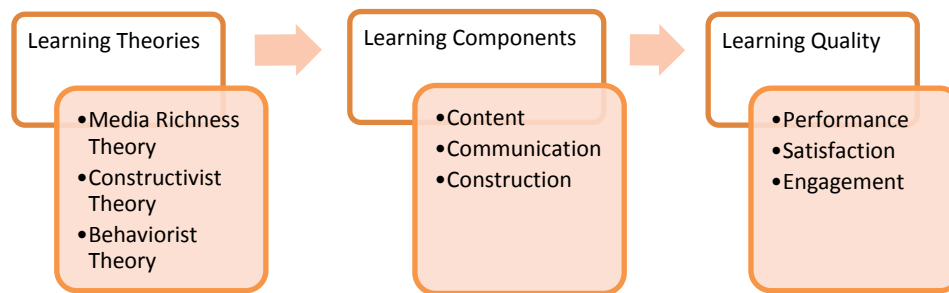 Learning Theories
•Media Richness
Theory
•Constructivist
Theory
•Behaviorist
Theory
Learning Components
•Content
•Communication
•Construction
Learning Quality
•Performance
•Satisfaction
•Engagement